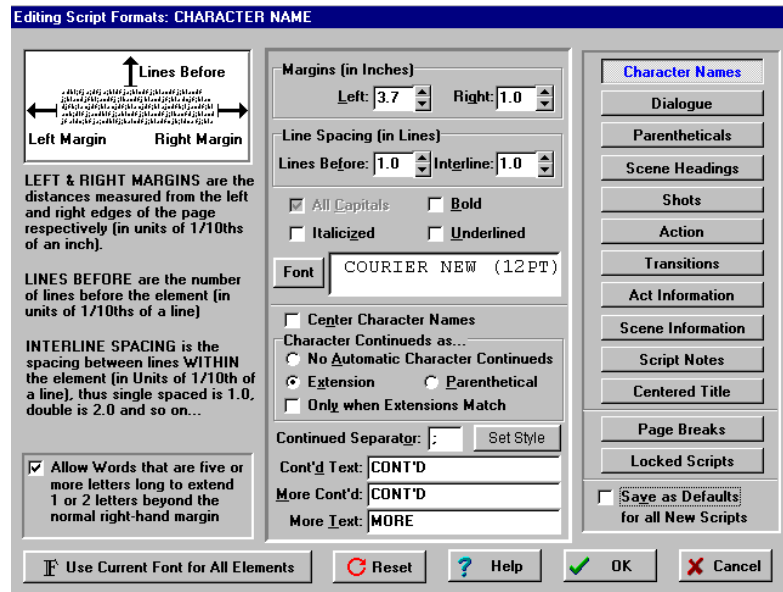 Editing Script Formats: CHARACTER NAME
Lines Before
Left Margin
Right Margin
LEFT & RIGHT MARGINS are the
distances measured from the left
and right edges of the page
respectively (in units of 1/10ths
of an inch).
LINES BEFORE are the number
of lines before the element (in
units of 1/10ths of a line)
INTERLINE SPACING is the
spacing between lines WITHIN
the element (in Units of 1/10th of
a line), thus single spaced is 1.0,
double is 2.0 and so on...
Allow Words that are five or
more letters long to extend
1 or 2 letters beyond the
normal right-hand margin
Margins (in Inches)
Left: 3.7 Right: 1.0
Line Spacing (in Lines)
Lines Before: 1.0 Interline: 1.0
All Capitals Bold
Italicized Underlined
Font COURIER NEW (12PT)
Center Character Names
Character Continueds as...
No Automatic Character Continueds
Extension Parenthetical
Only when Extensions Match
Continued Separator: ; Set Style
Cont'd Text: CONT'D
More Cont'd: CONT'D
More Text: MORE
Character Names
Dialogue
Parentheticals
Scene Headings
Shots
Action
Transitions
Act Information
Scene Information
Script Notes
Centered Title
Page Breaks
Locked Scripts
Save as Defaults
for all New Scripts
F Use Current Font for All Elements
Reset
? Help
OK
Cancel